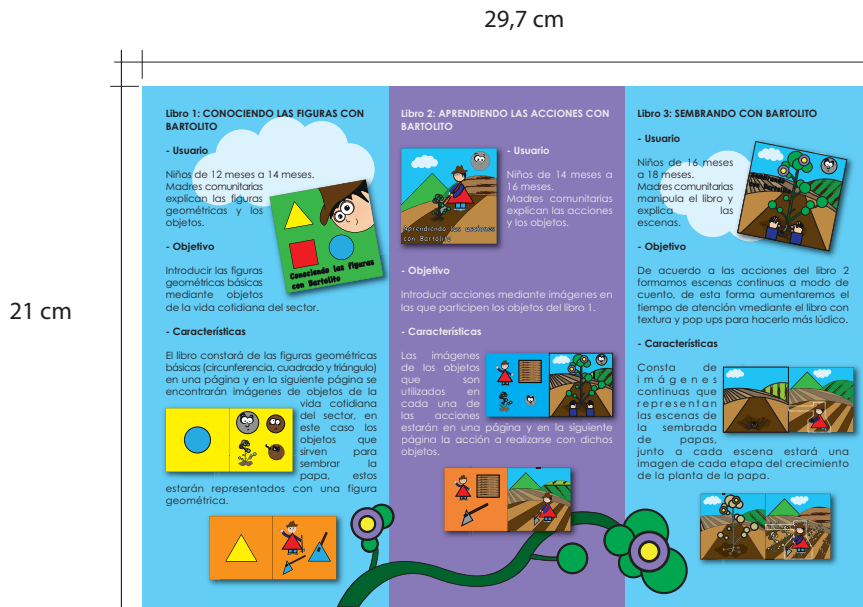 29,7 cm
21 cm
Libro 1: CONOCIENDO LAS FIGURAS CON
BARTOLITO
- Usuario
Niños de 12 meses a 14 meses.
Madres comunitarias
explican las figuras
geométricas y los
objetos.
Conociendo las figuras
con Bartolito
- Objetivo
Introducir las figuras
geométricas básicas
mediante objetos
de la vida cotidiana del sector.
- Características
El libro constará de las figuras geométricas
básicas (circunferencia, cuadrado y triángulo)
en una página y en la siguiente página se
encontrarán imágenes de objetos de la
vida cotidiana
del sector, en
este caso los
objetos que
sirven para
sembrar la
papa, estos
estarán representados con una figura
geométrica.
Libro 2: APRENDIENDO LAS ACCIONES CON
BARTOLITO
- Usuario
Niños de 14 meses a
16 meses.
Madres comunitarias
explican las acciones
y los objetos.
Aprendiendo las acciones
con Bartolito
- Objetivo
Introducir acciones mediante imágenes en
las que participen los objetos del libro 1.
- Características
Las imágenes
de los objetos
que son
utilizados en
cada una de
las acciones
estarán en una página y en la siguiente
página la acción a realizarse con dichos
objetos.
Libro 3: SEMBRANDO CON BARTOLITO
- Usuario
Niños de 16 meses
a 18 meses.
Madres comunitarias
manipula el libro y
explica las
escenas.
Bartolito
- Objetivo
De acuerdo a las acciones del libro 2
formamos escenas continuas a modo de
cuento, de esta forma aumentaremos el
tiempo de atención vmediante el libro con
textura y pop ups para hacerlo más lúdico.
- Características
Consta de
imágenes
continuas que
representan
las escenas de
la sembrada
de papas,
junto a cada escena estará una
imagen de cada etapa del crecimiento
de la planta de la papa.